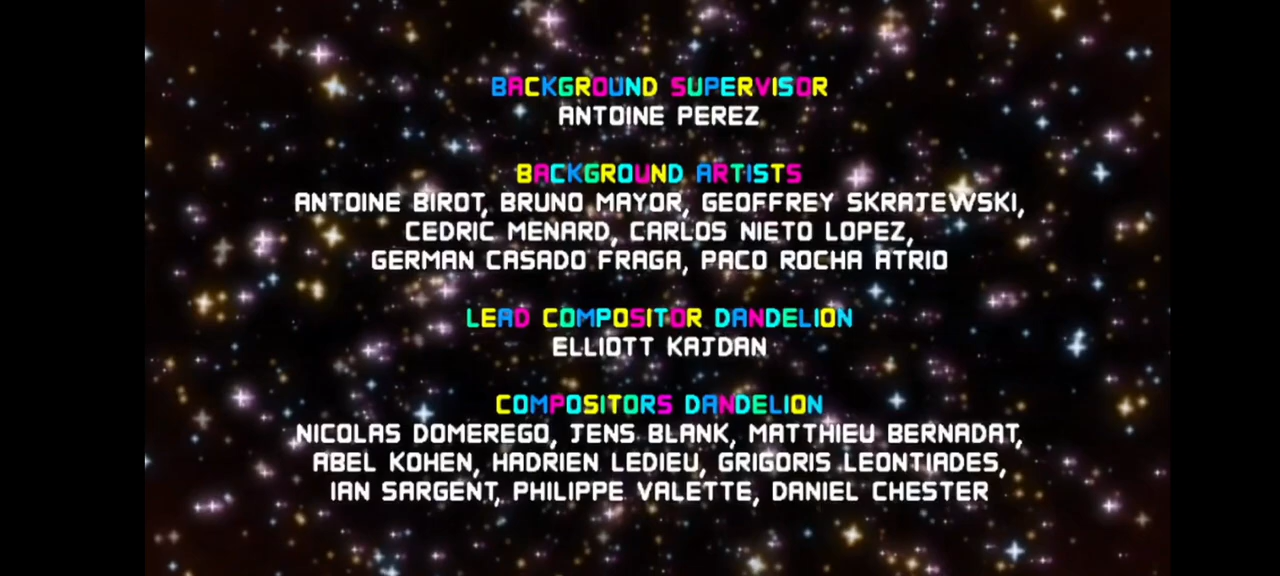 BACKGROUND SUPERVISOR
ANTOINE PEREZ
BACKGROUND ARTISTS
ANTOINE BIROT, BRUNO MAYOR, GEOFFREY SKRAJEWSKI,
CEDRIC MENARD, CARLOS NIETO LOPEZ,
GERMAN CASADO FRAGA, PACO ROCHA ATRIO
LEAD COMPOSITOR DANDELION
ELLIOTT KAJDAN
COMPOSITORS DANDELION
NICOLAS DOMEREGO, JENS BLANK, MATTHIEU BERNADAT,
ABEL KOHEN, HADRIEN LEDIEU, GRIGORIS LEONTIADES,
IAN SARGENT, PHILIPPE VALETTE, DANIEL CHESTER